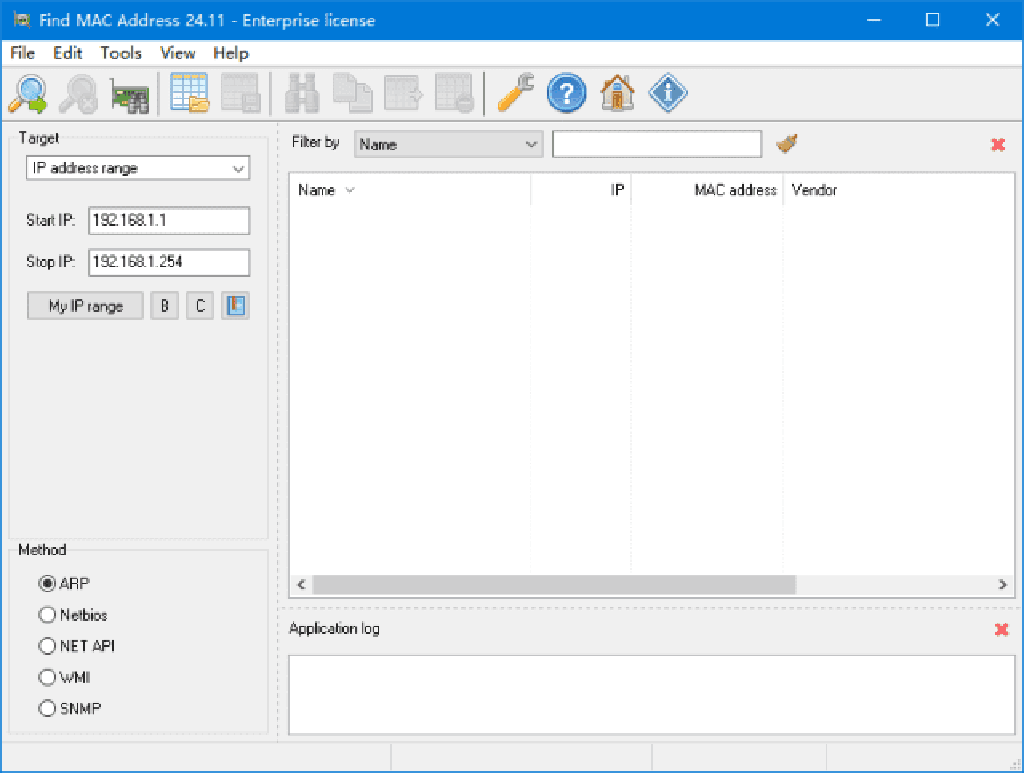 Find MAC Address 24.11 - Enterprise license
File Edit Tools View Help
Target
IP address range
Start IP: 192.168.1.1
Stop IP: 192.168.1.254
My IP range B C
Filter by Name
Name IP MAC address Vendor
Method
ARP
Netbios
NET API
WMI
SNMP
Application log